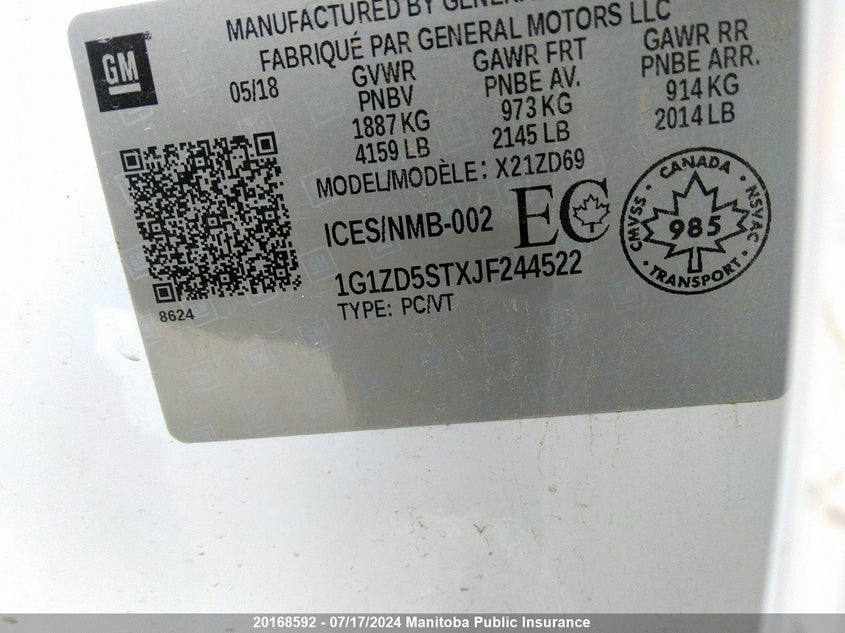 MANUFACTURED BY GENERAL MOTORS LLC
FABRIQUÉ PAR GENERAL MOTORS LLC
GM
05/18
GVWR
PNBV
1887 KG
4159 LB
GAWR FRT
PNBE AV.
973 KG
2145 LB
GAWR RR
PNBE ARR.
914 KG
2014 LB
MODEL/MODÈLE: X21ZD69
ICES/NMB-002
EC
CANADA
CMVSS
985
NSVAC
TRANSPORT
1G1ZD5STXJF244522
TYPE: PC/VT
8624
20168592 - 07/17/2024 Manitoba Public Insurance